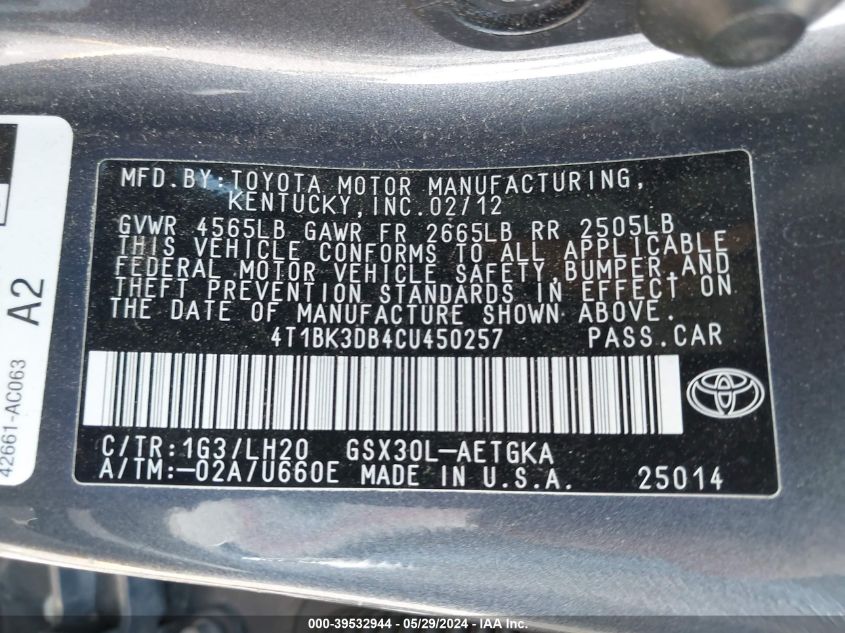 MFD.BY:TOYOTA MOTOR MANUFACTURING,
KENTUCKY,INC.02/12
GVWR 4565LB GAWR FR 2665LB RR 2505LB
THIS VEHICLE CONFORMS TO ALL APPLICABLE
FEDERAL MOTOR VEHICLE SAFETY,BUMPER,AND
THEFT PREVENTION STANDARDS IN EFFECT ON
THE DATE OF MANUFACTURE SHOWN ABOVE.
4T1BK3DB4CU450257 PASS.CAR
C/TR:1G3/LH20 GSX30L-AETGKA
A/TM:-02A/U660E MADE IN U.S.A. 25014
42661-AC063
A2
000-39532944 - 05/29/2024 - IAAI.com